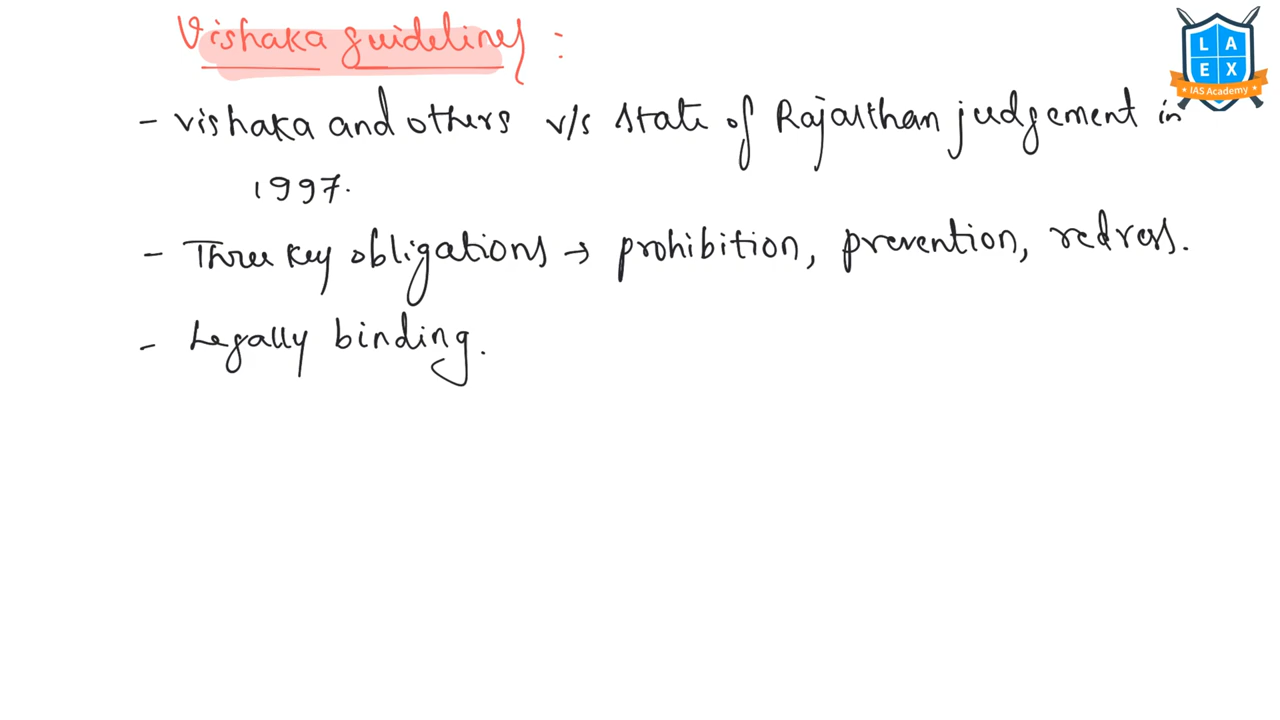 Vishaka guidelines :
L A
E X
IAS Academy
- Vishaka and others v/s State of Rajasthan judgement in
1997.
- Three key obligations → prohibition, prevention, redress.
- Legally binding.